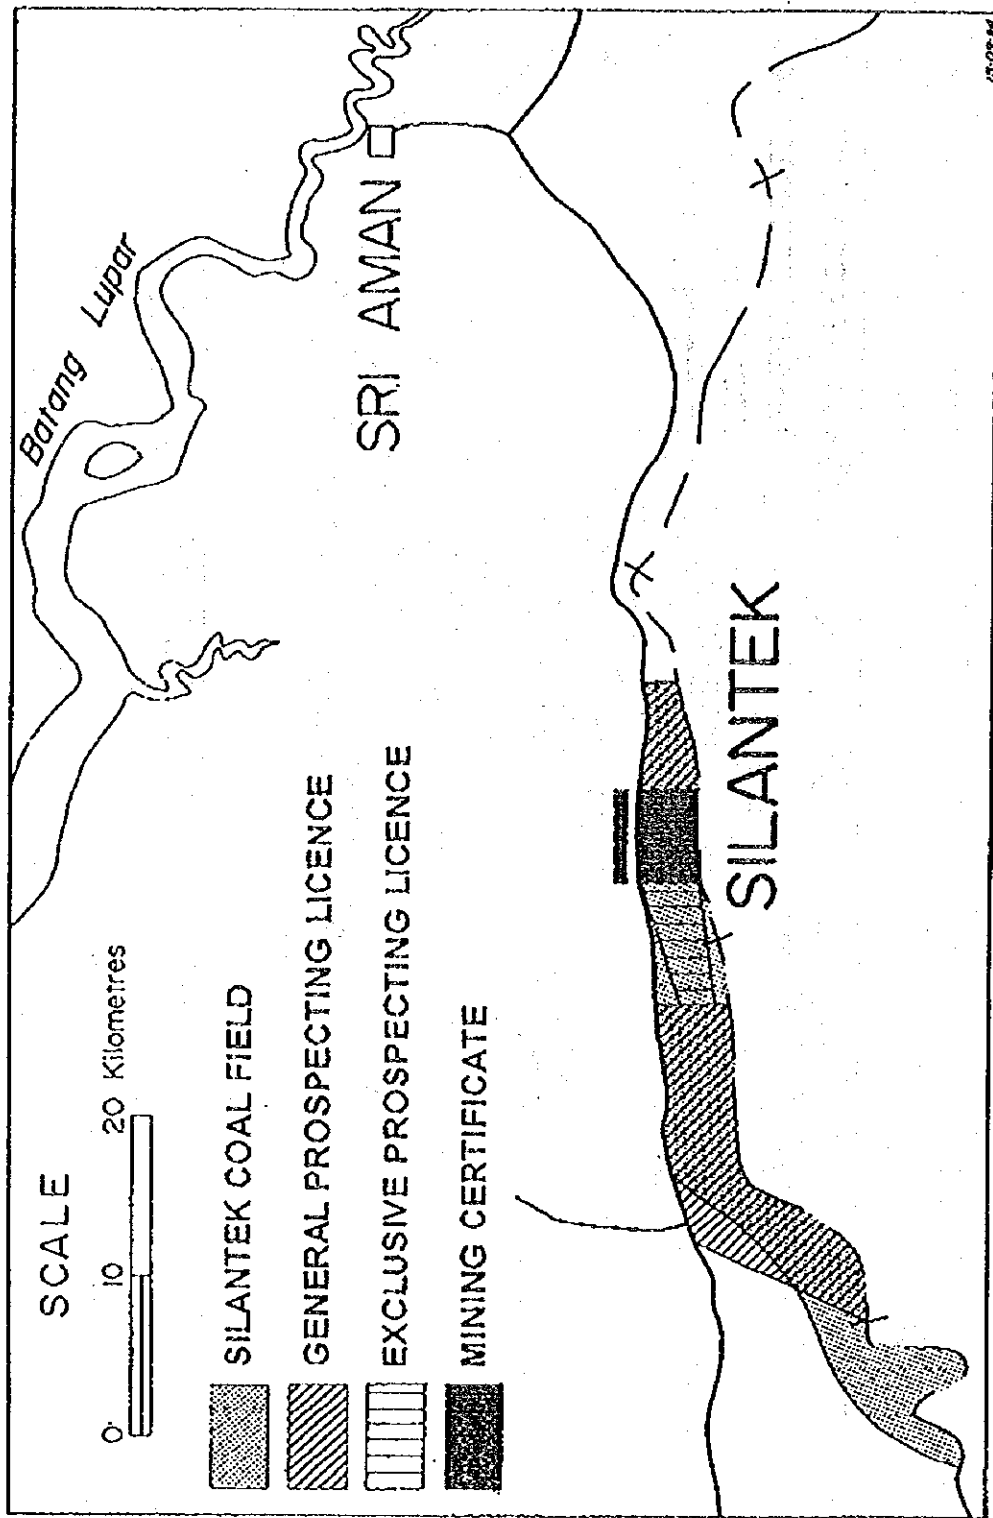 SCALE
0 10 20 Kilometres
SILANTEK COAL FIELD
GENERAL PROSPECTING LICENCE
EXCLUSIVE PROSPECTING LICENCE
MINING CERTIFICATE
Batang Lupar
SRI AMAN
SILANTEK